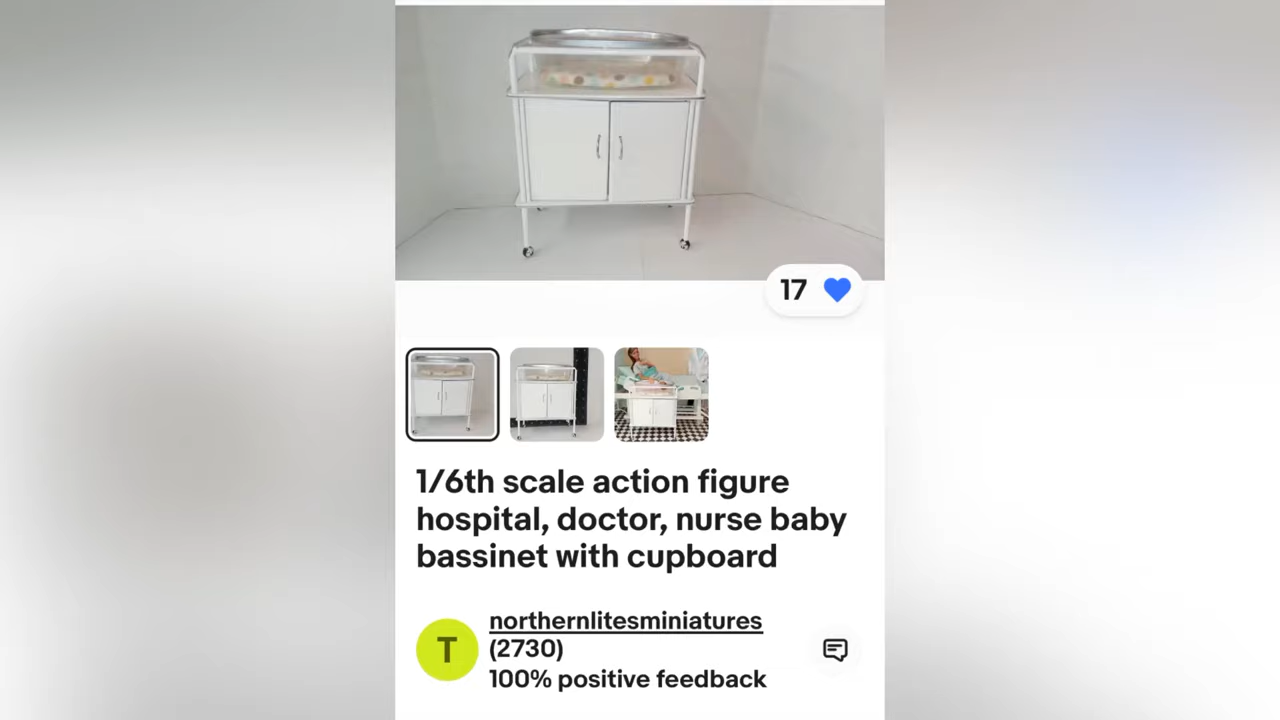 17
1/6th scale action figure
hospital, doctor, nurse baby
bassinet with cupboard
T
northernlitesminiatures
(2730)
100% positive feedback